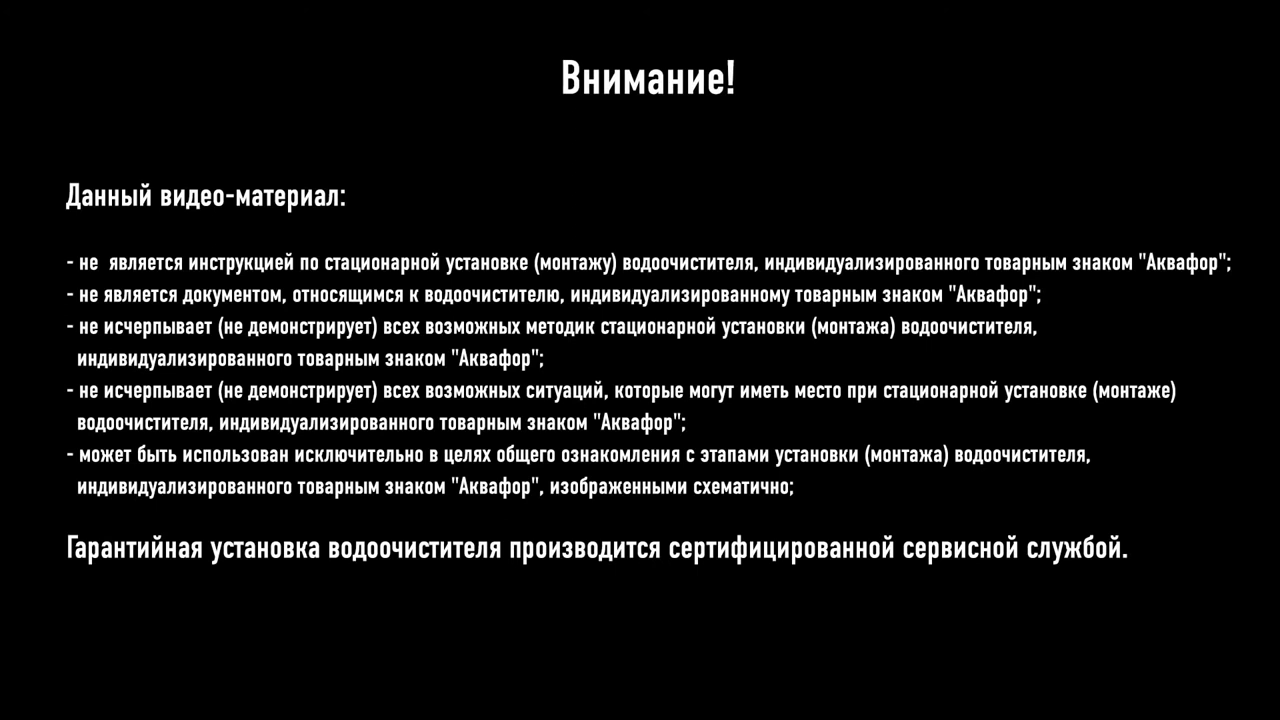 Внимание!
Данный видео-материал:
- не  является инструкцией по стационарной установке (монтажу) водоочистителя, индивидуализированного товарным знаком "Аквафор";
- не является документом, относящимся к водоочистителю, индивидуализированному товарным знаком "Аквафор";
- не исчерпывает (не демонстрирует) всех возможных методик стационарной установки (монтажа) водоочистителя,
индивидуализированного товарным знаком "Аквафор";
- не исчерпывает (не демонстрирует) всех возможных ситуаций, которые могут иметь место при стационарной установке (монтаже)
водоочистителя, индивидуализированного товарным знаком "Аквафор";
- может быть использован исключительно в целях общего ознакомления с этапами установки (монтажа) водоочистителя,
индивидуализированного товарным знаком "Аквафор", изображенными схематично;
Гарантийная установка водоочистителя производится сертифицированной сервисной службой.